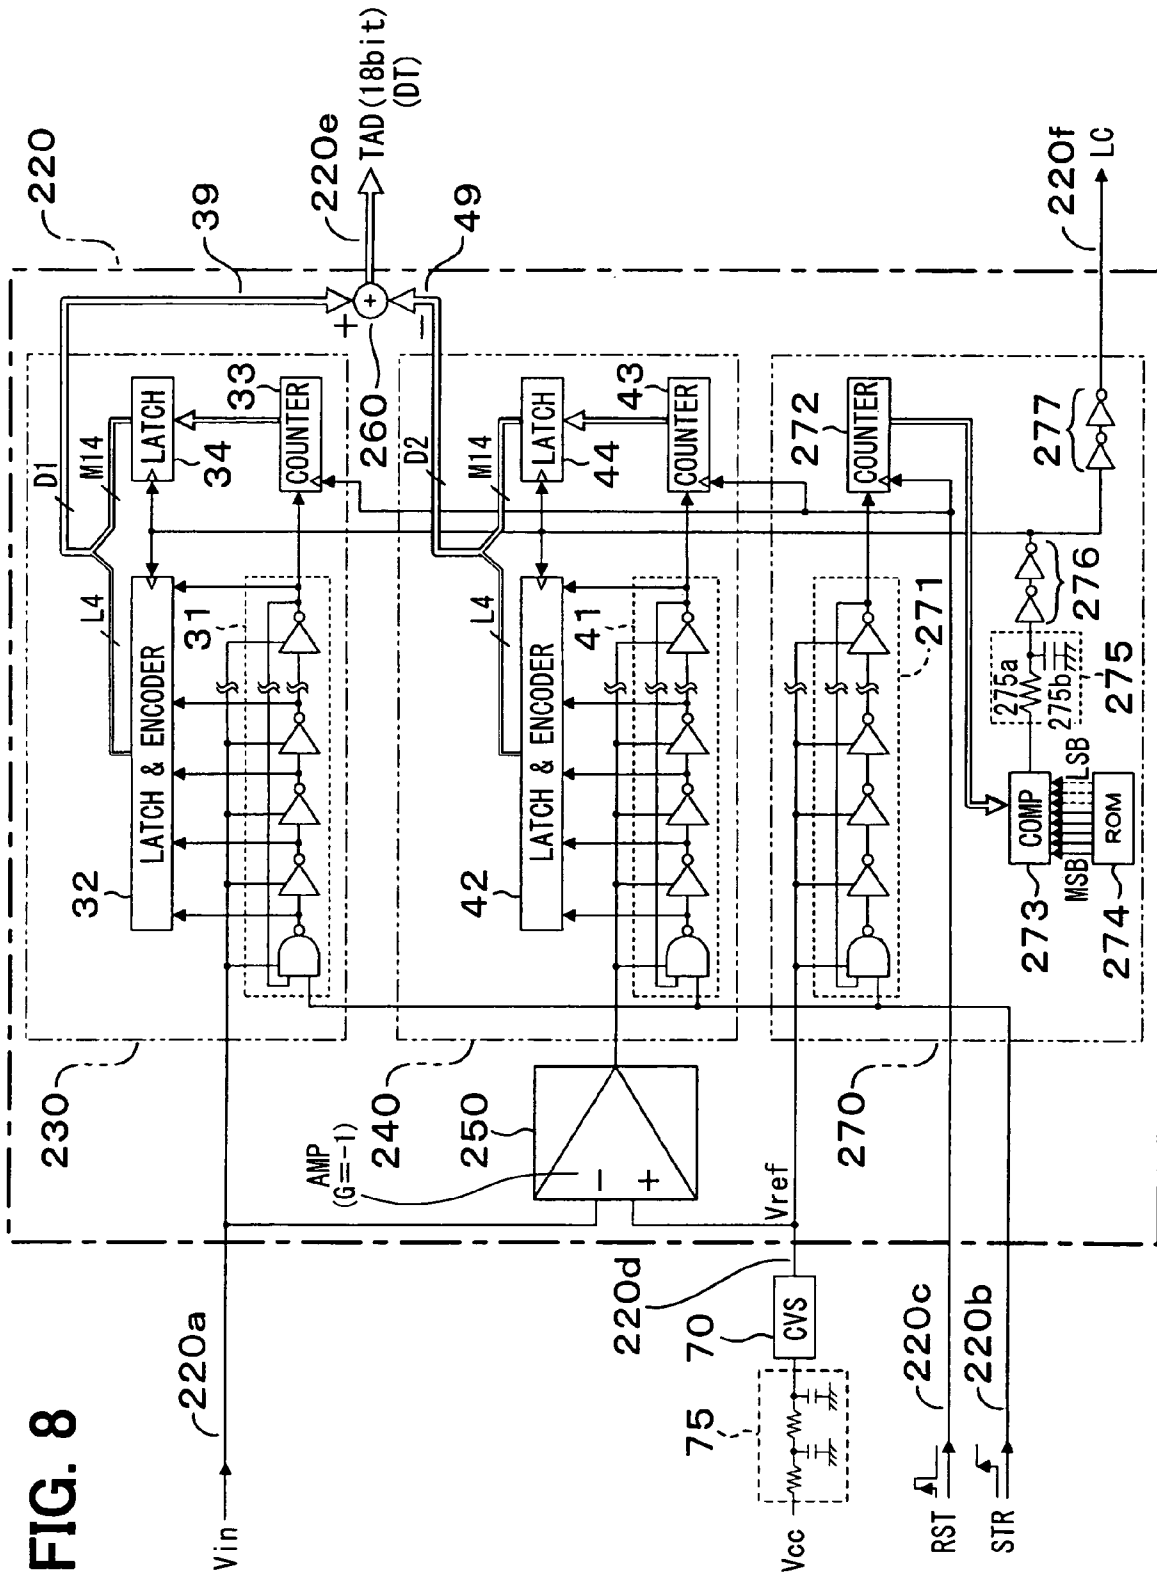 FIG. 8
220
230
32
LATCH & ENCODER
L4
D1
M14
LATCH
34
33
COUNTER
31
39
Vin
220a
+
−
+
260
220e
TAD(18bit)
(DT)
49
AMP
(G=-1)
250
−
+
240
42
LATCH & ENCODER
L4
D2
M14
LATCH
44
43
COUNTER
41
Vcc
75
70
CVS
220d
Vref
270
271
272
COUNTER
273
COMP
MSB
LSB
274
ROM
275a
275b
275
276
277
220f
LC
RST
220c
STR
220b